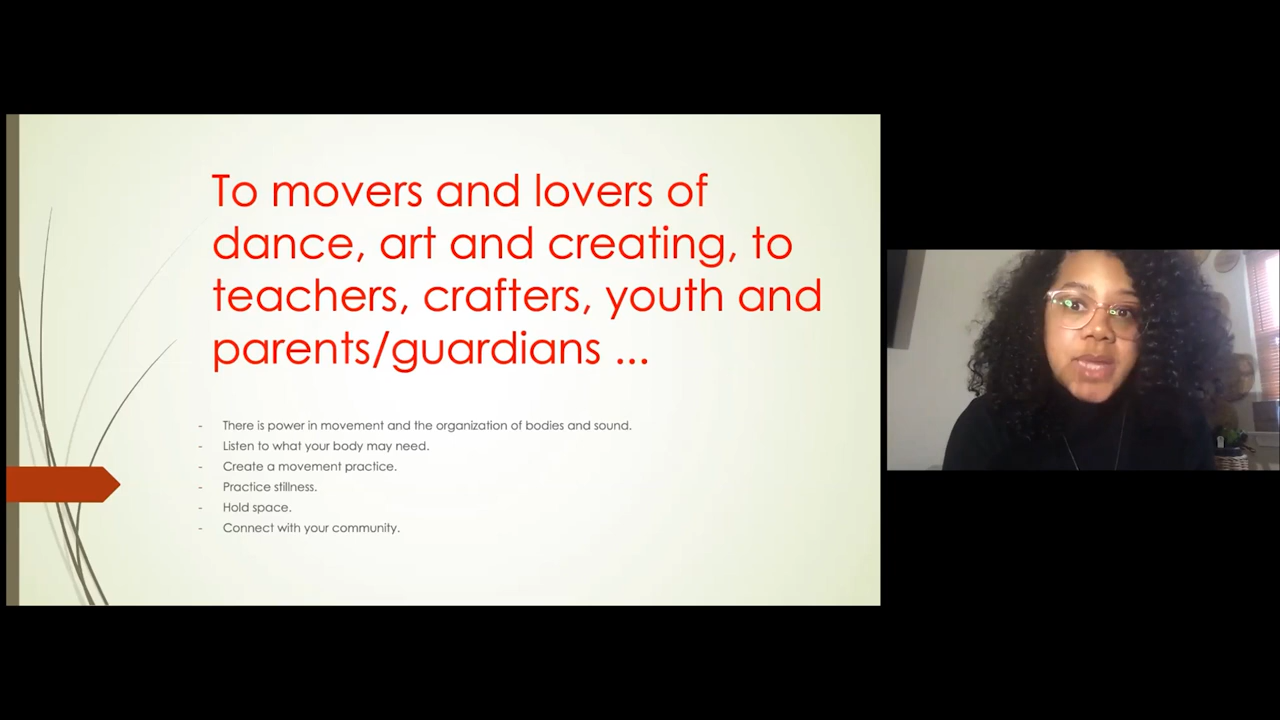 To movers and lovers of
dance, art and creating, to
teachers, crafters, youth and
parents/guardians ...
- There is power in movement and the organization of bodies and sound.
- Listen to what your body may need.
- Create a movement practice.
- Practice stillness.
- Hold space.
- Connect with your community.